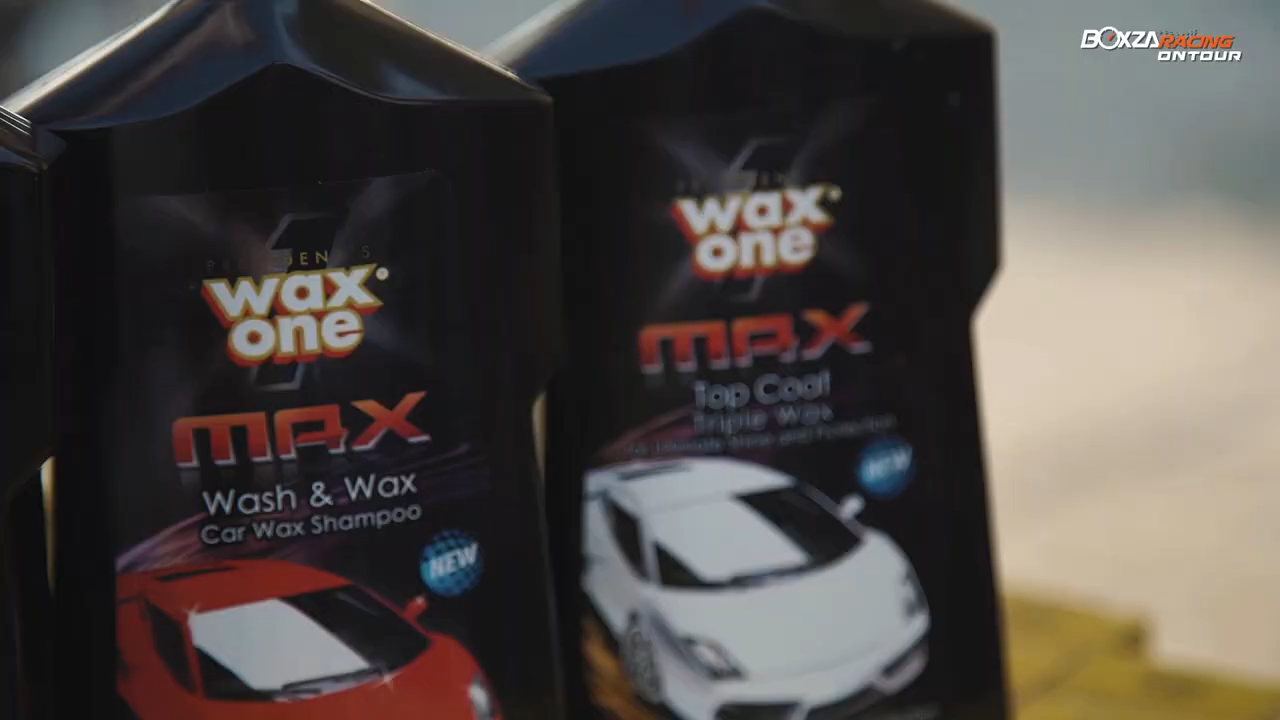 BOXZA RACING
ONTOUR
PRESIDENTS
wax
one
MAX
Wash & Wax
Car Wax Shampoo
NEW
wax
one
MAX
Top Coat
Triple Wax
NEW